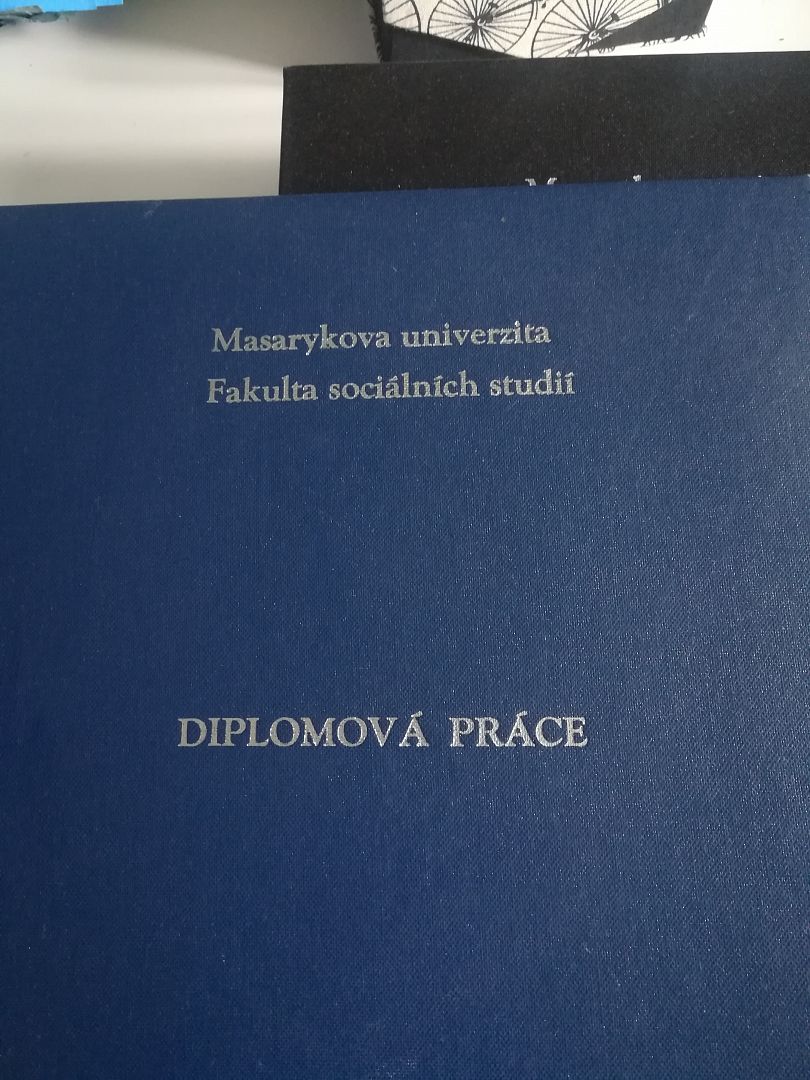 Masarykova univerzita
Fakulta sociálních studií
DIPLOMOVÁ PRÁCE